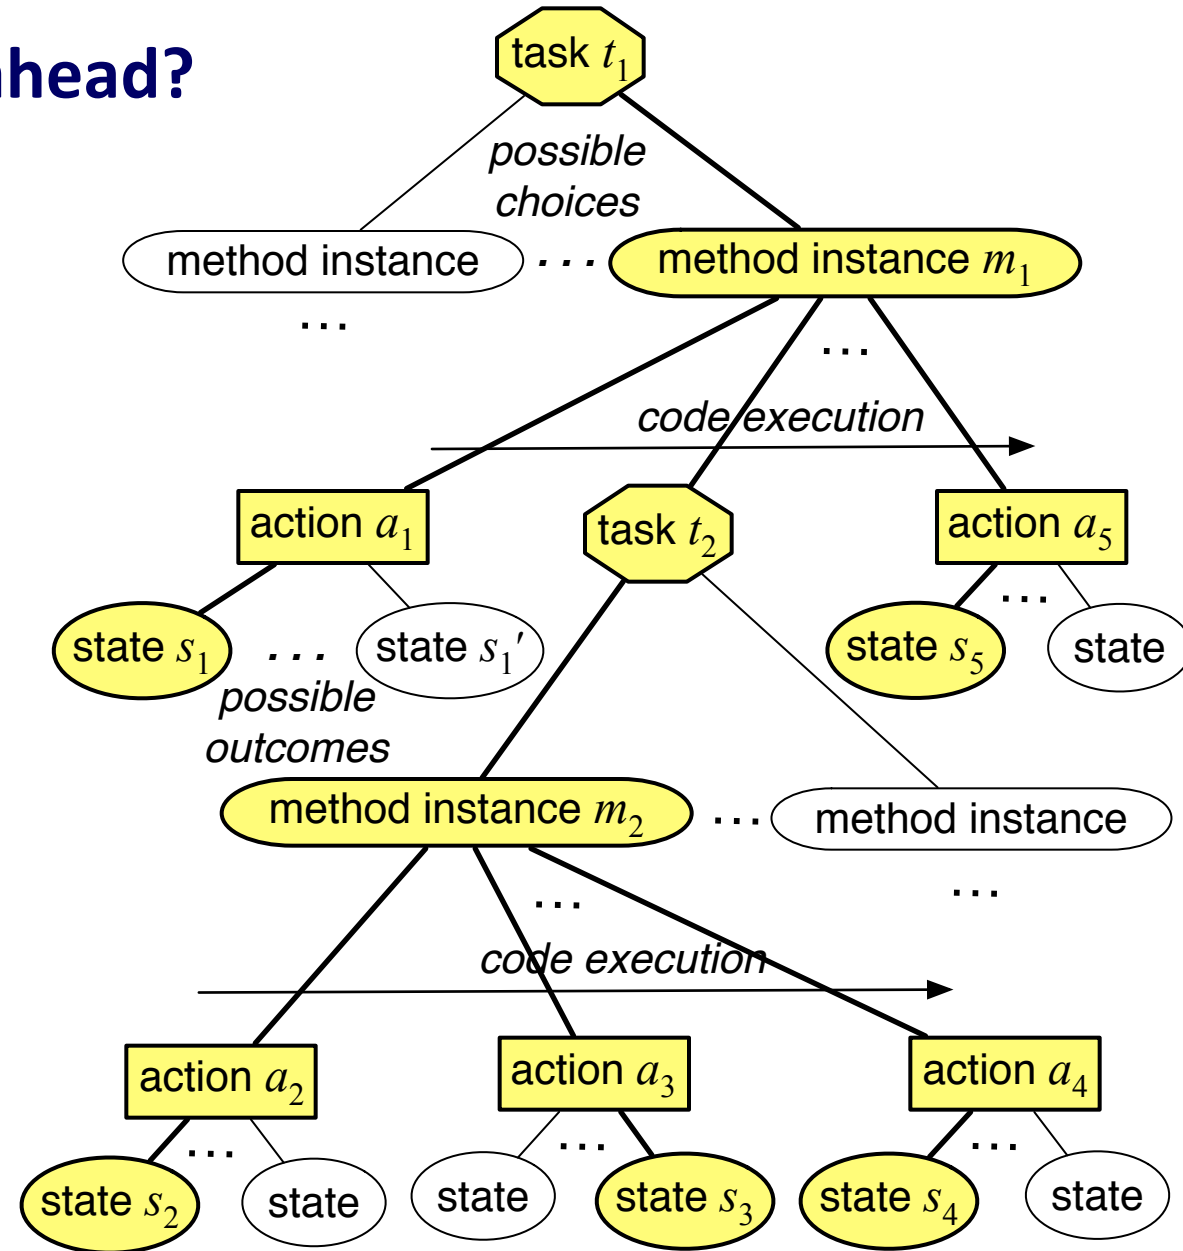 task t₁
ahead?
possible
choices
method instance ... method instance m₁
...
...
code execution
action a₁
task t₂
action a₅
...
state s₁ ... state s₁′
state s₅
state
possible
outcomes
method instance m₂ ... method instance
...
...
code execution
action a₂
action a₃
action a₄
...
...
...
state s₂
state
state
state s₃
state s₄
state